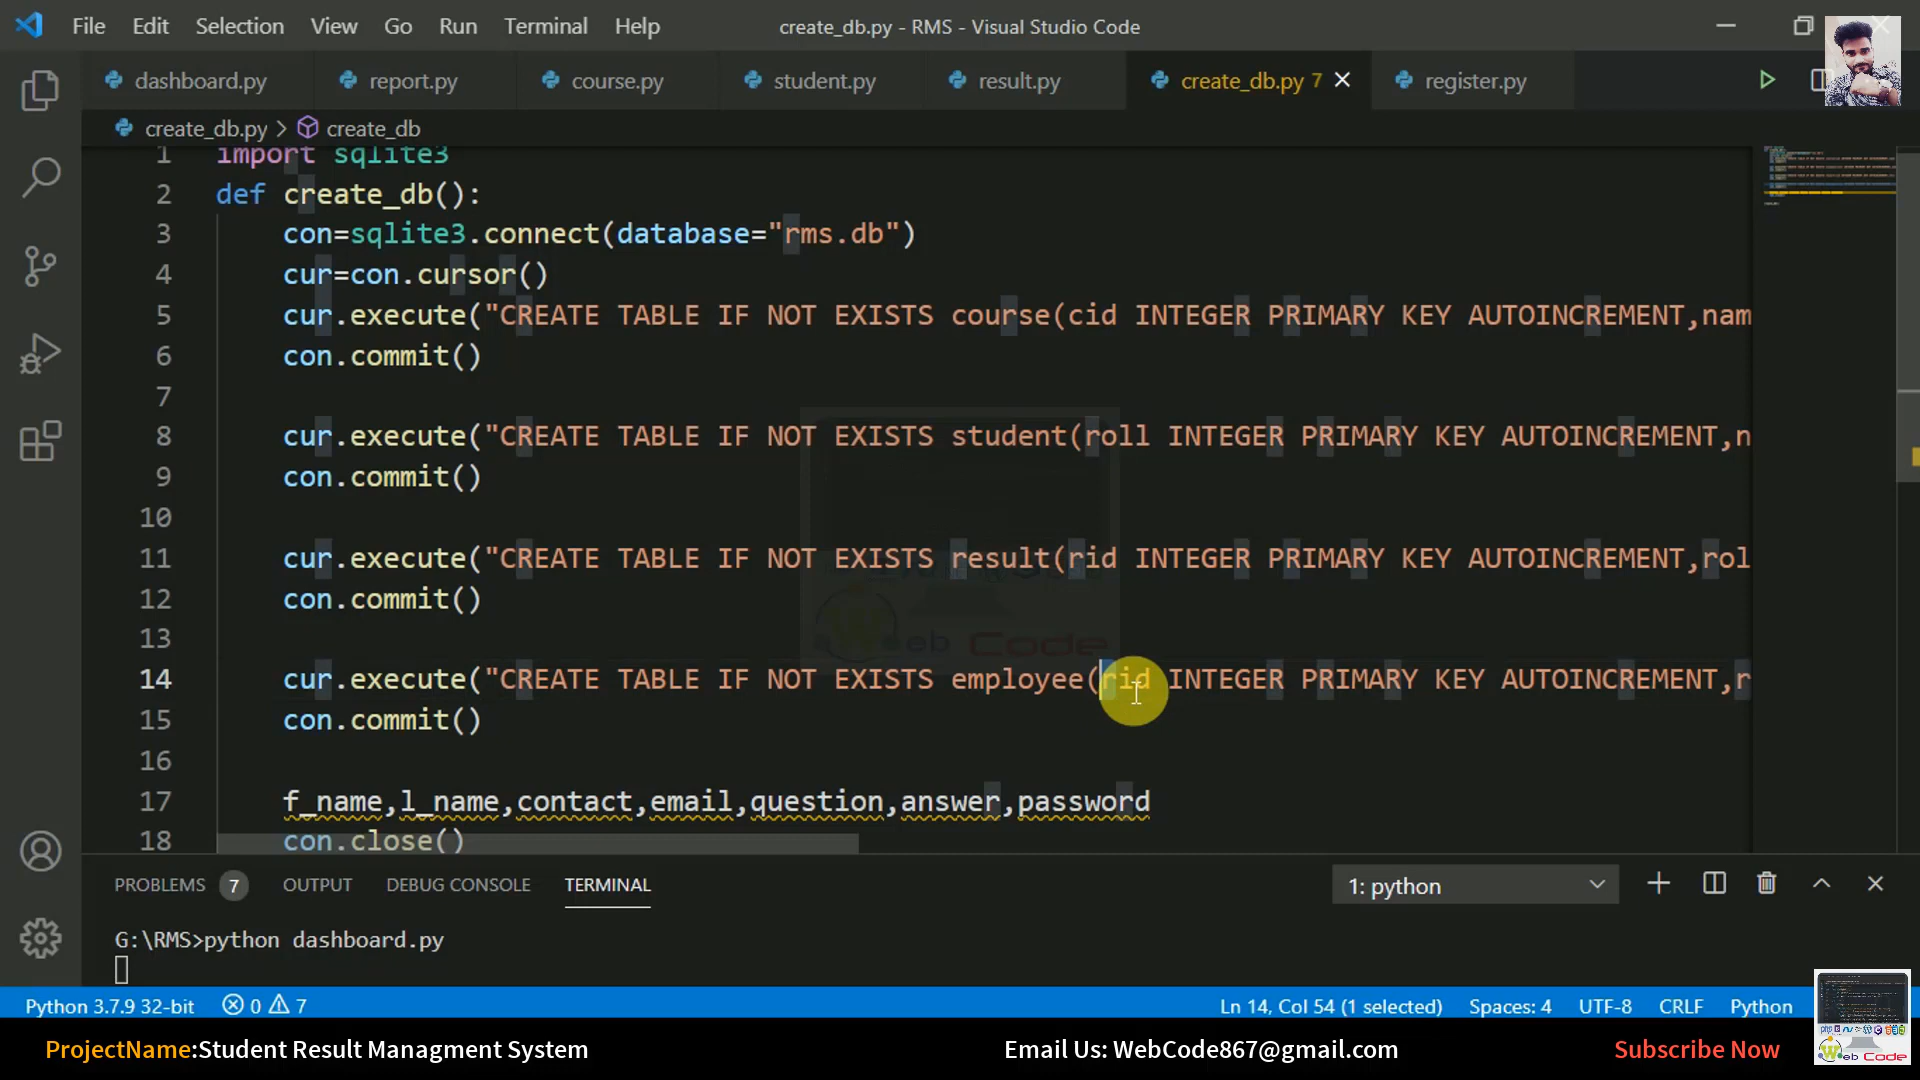 File Edit Selection View Go Run Terminal Help create_db.py - RMS - Visual Studio Code
dashboard.py report.py course.py student.py result.py create_db.py 7 register.py
create_db.py > create_db
1 import sqlite3
2 def create_db():
3 con=sqlite3.connect(database="rms.db")
4 cur=con.cursor()
5 cur.execute("CREATE TABLE IF NOT EXISTS course(cid INTEGER PRIMARY KEY AUTOINCREMENT,nam
6 con.commit()
7
8 cur.execute("CREATE TABLE IF NOT EXISTS student(roll INTEGER PRIMARY KEY AUTOINCREMENT,n
9 con.commit()
10
11 cur.execute("CREATE TABLE IF NOT EXISTS result(rid INTEGER PRIMARY KEY AUTOINCREMENT,rol
12 con.commit()
13
14 cur.execute("CREATE TABLE IF NOT EXISTS employee(rid INTEGER PRIMARY KEY AUTOINCREMENT,r
15 con.commit()
16
17 f_name,l_name,contact,email,question,answer,password
18 con.close()
Web Code
PROBLEMS 7 OUTPUT DEBUG CONSOLE TERMINAL 1: python
G:\RMS>python dashboard.py
Python 3.7.9 32-bit 0 7 Ln 14, Col 54 (1 selected) Spaces: 4 UTF-8 CRLF Python
ProjectName:Student Result Managment System Email Us: WebCode867@gmail.com Subscribe Now
Web Code